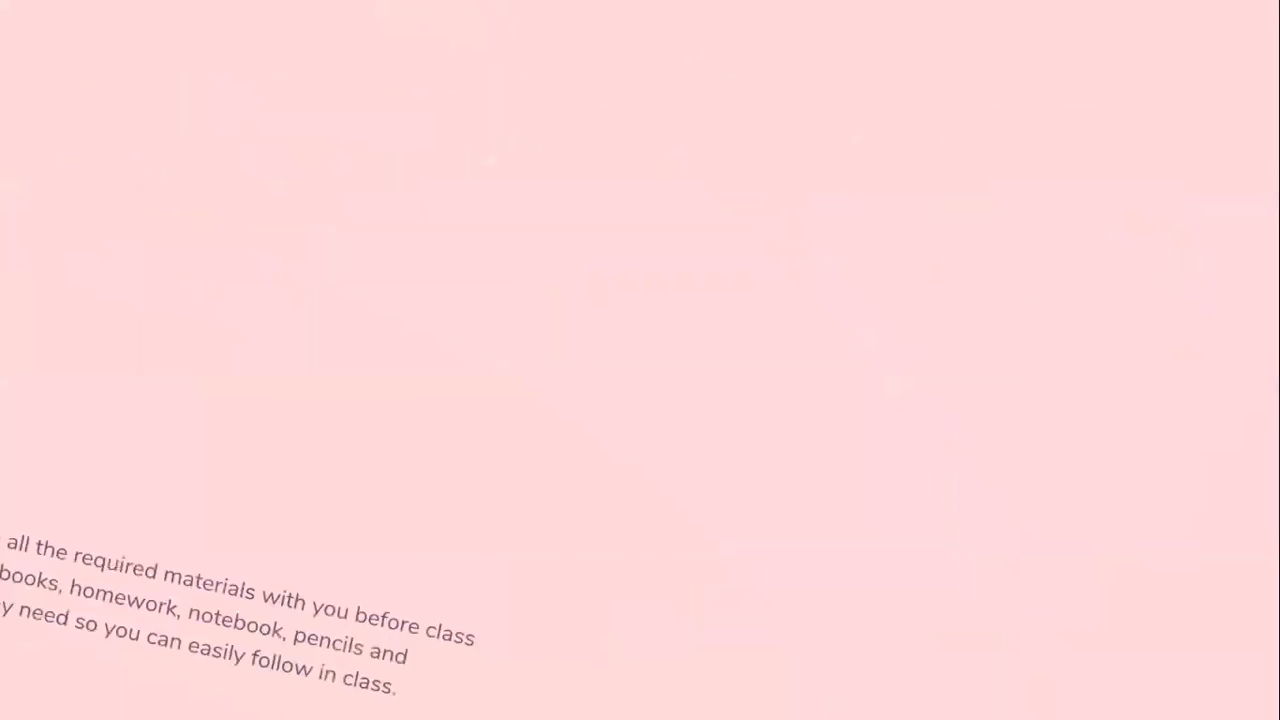 all the required materials with you before class
books, homework, notebook, pencils and
y need so you can easily follow in class.